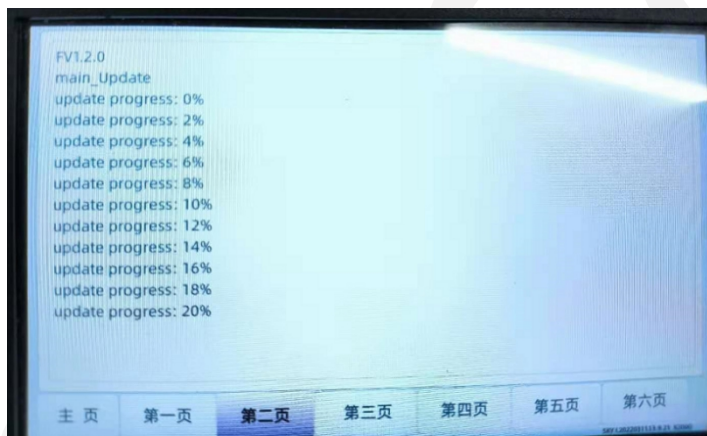 FV1.2.0
main_Update
update progress: 0%
update progress: 2%
update progress: 4%
update progress: 6%
update progress: 8%
update progress: 10%
update progress: 12%
update progress: 14%
update progress: 16%
update progress: 18%
update progress: 20%
主 页 第一页 第二页 第三页 第四页 第五页 第六页